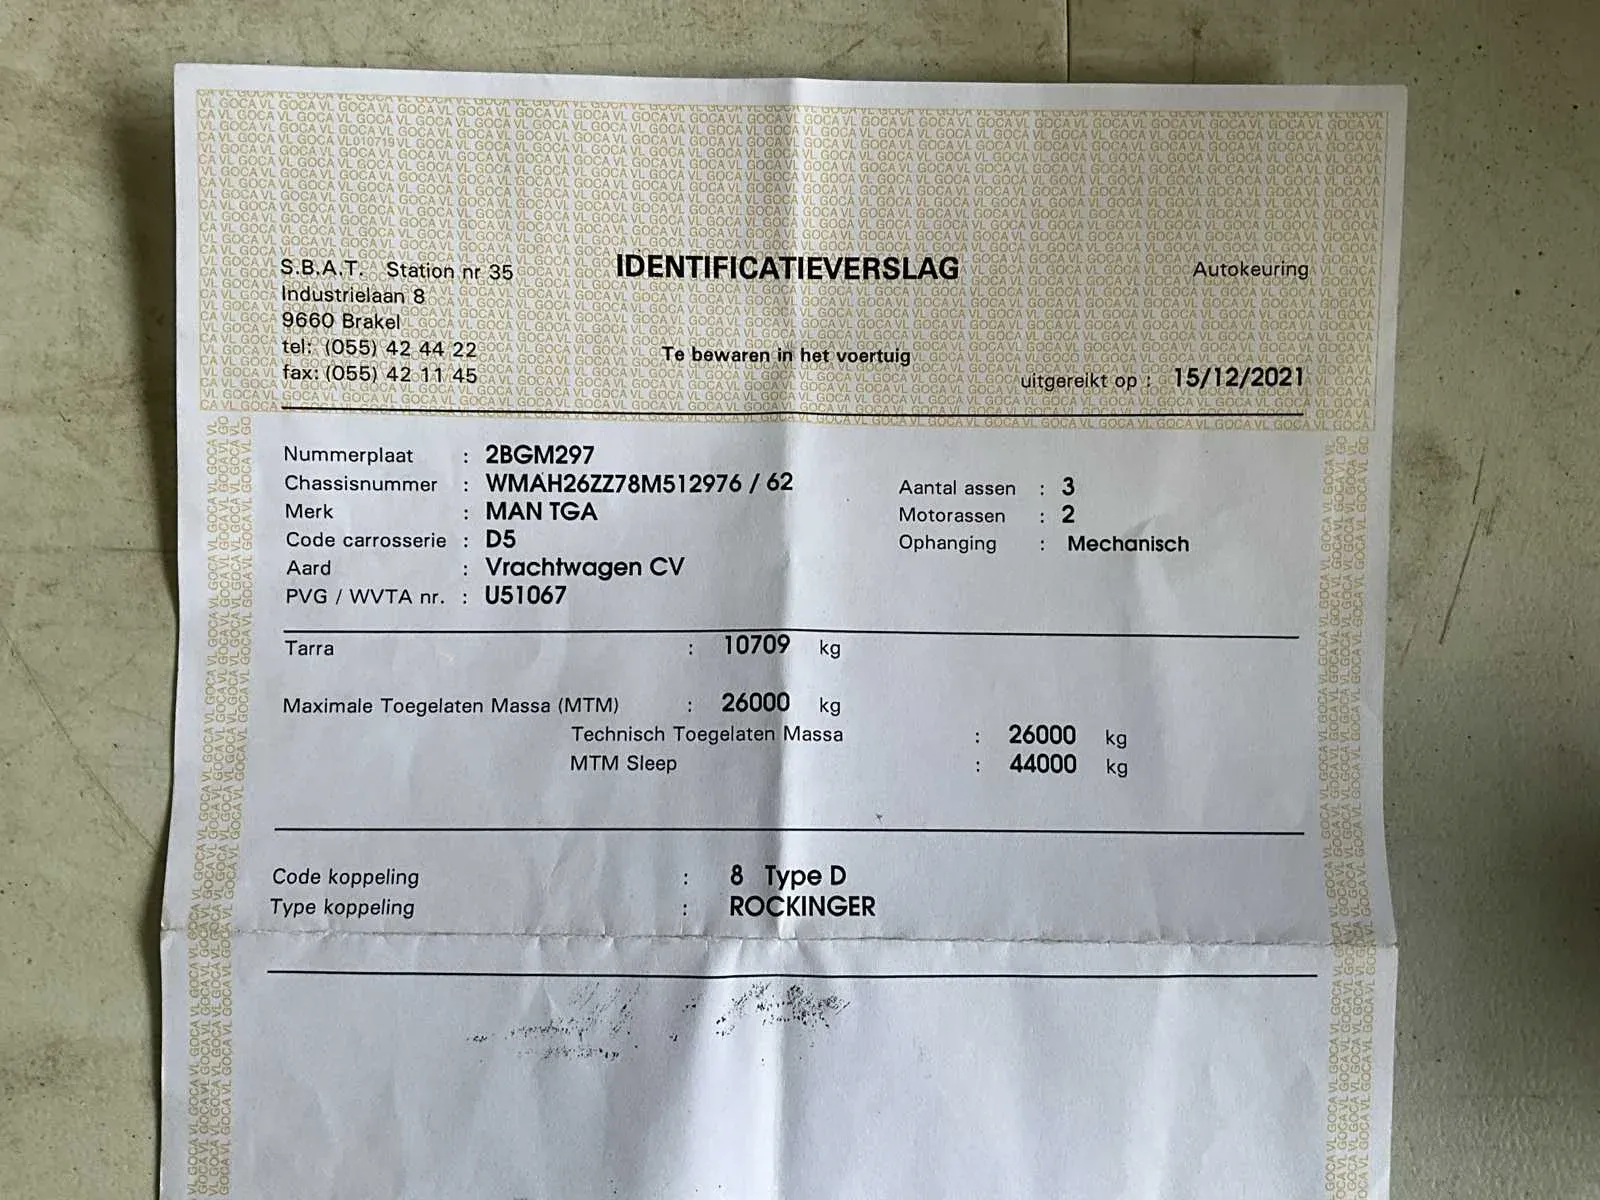 S.B.A.T. Station nr 35
Industrielaan 8
9660 Brakel
tel: (055) 42 44 22
fax: (055) 42 11 45
IDENTIFICATIEVERSLAG
Te bewaren in het voertuig
Autokeuring
uitgereikt op : 15/12/2021
Nummerplaat : 2BGM297
Chassisnummer : WMAH26ZZ78M512976 / 62
Merk : MAN TGA
Code carrosserie : D5
Aard : Vrachtwagen CV
PVG / WVTA nr. : U51067
Aantal assen : 3
Motorassen : 2
Ophanging : Mechanisch
Tarra : 10709 kg
Maximale Toegelaten Massa (MTM) : 26000 kg
Technisch Toegelaten Massa : 26000 kg
MTM Sleep : 44000 kg
Code koppeling : 8 Type D
Type koppeling : ROCKINGER